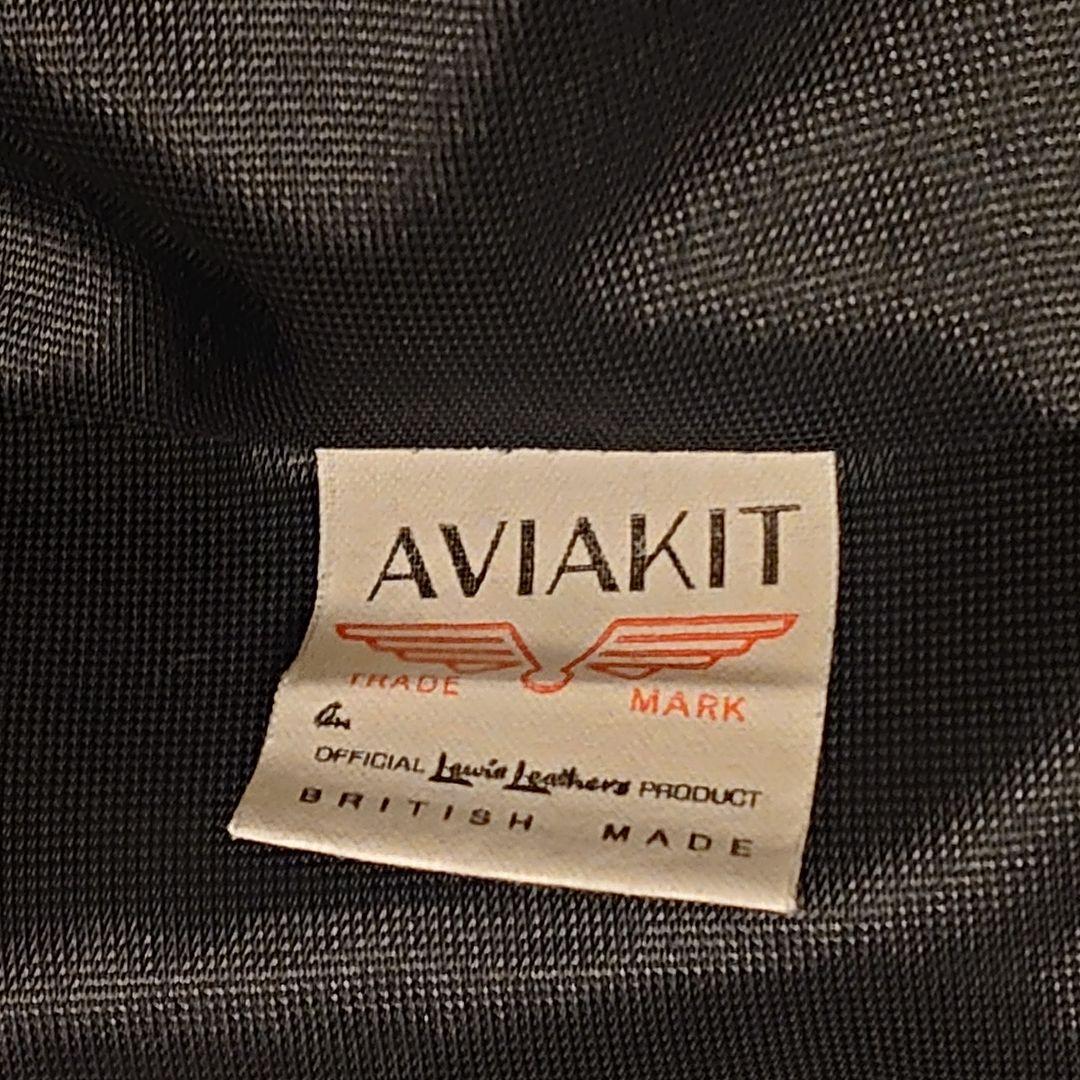 AVIAKIT
TRADE MARK
An
OFFICIAL Lewis Leathers PRODUCT
BRITISH MADE